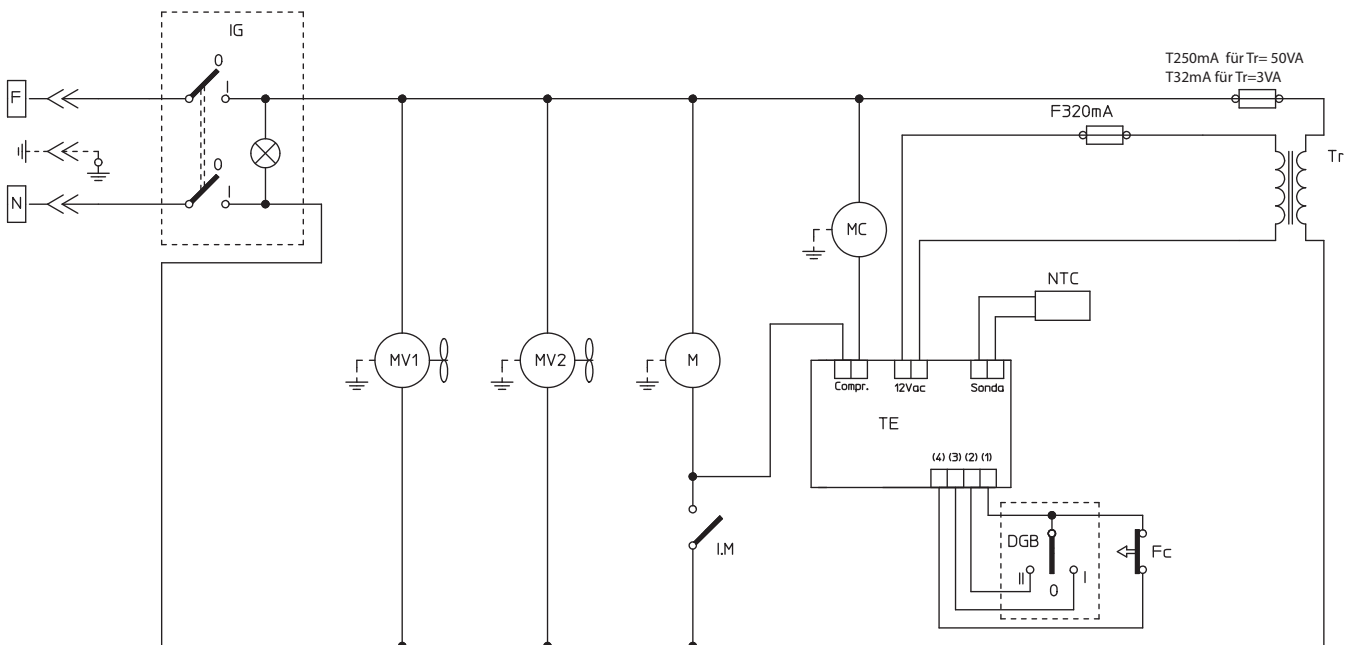 IG
T250mA für Tr= 50VA
T32mA für Tr=3VA
0
I
F
F320mA
Tr
0
I
N
MC
NTC
MV1
MV2
M
Compr.
12Vac
Sonda
TE
(4) (3) (2) (1)
I.M
DGB
Fc
II
I
0